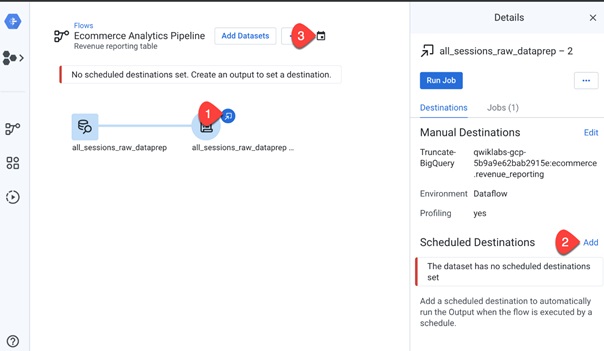 Flows
Ecommerce Analytics Pipeline
Revenue reporting table
Add Datasets
3
No scheduled destinations set. Create an output to set a destination.
1
all_sessions_raw_dataprep
all_sessions_raw_dataprep ...
Details
all_sessions_raw_dataprep – 2
Run Job
Destinations
Jobs (1)
Manual Destinations
Edit
Truncate-
BigQuery
qwiklabs-gcp-
5b9a9e62bab2915e:ecommerce
.revenue_reporting
Environment
Dataflow
Profiling
yes
Scheduled Destinations
2
Add
The dataset has no scheduled destinations
set
Add a scheduled destination to automatically
run the Output when the flow is executed by a
schedule.